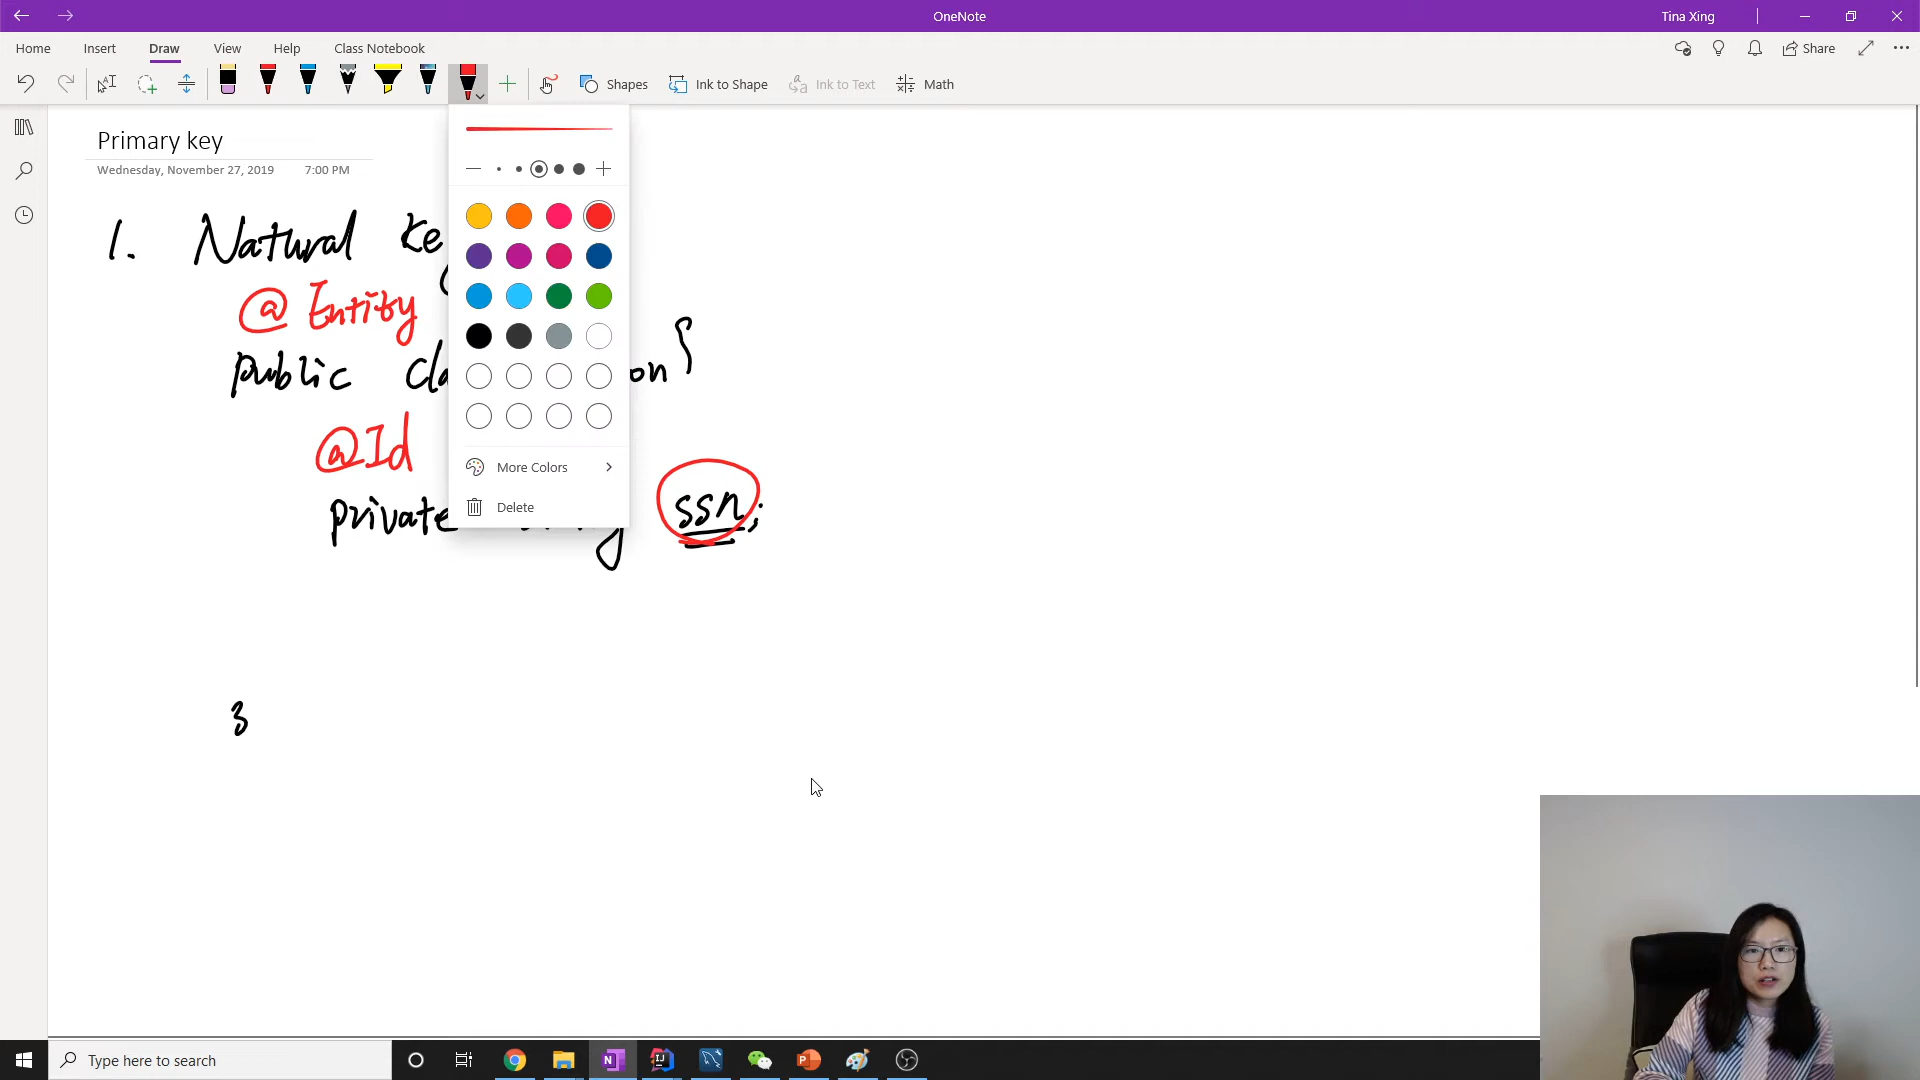 OneNote
Tina Xing
Home Insert Draw View Help Class Notebook
Share
Shapes Ink to Shape Ink to Text Math
Primary key
Wednesday, November 27, 2019 7:00 PM
1. Natural Ke
@Entity
public cla on {
@Id
private ssn;
}
More Colors
Delete
Type here to search